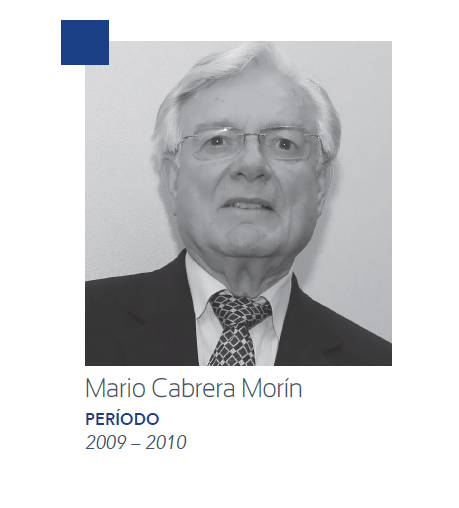 Mario Cabrera Morín
PERÍODO
2009 – 2010